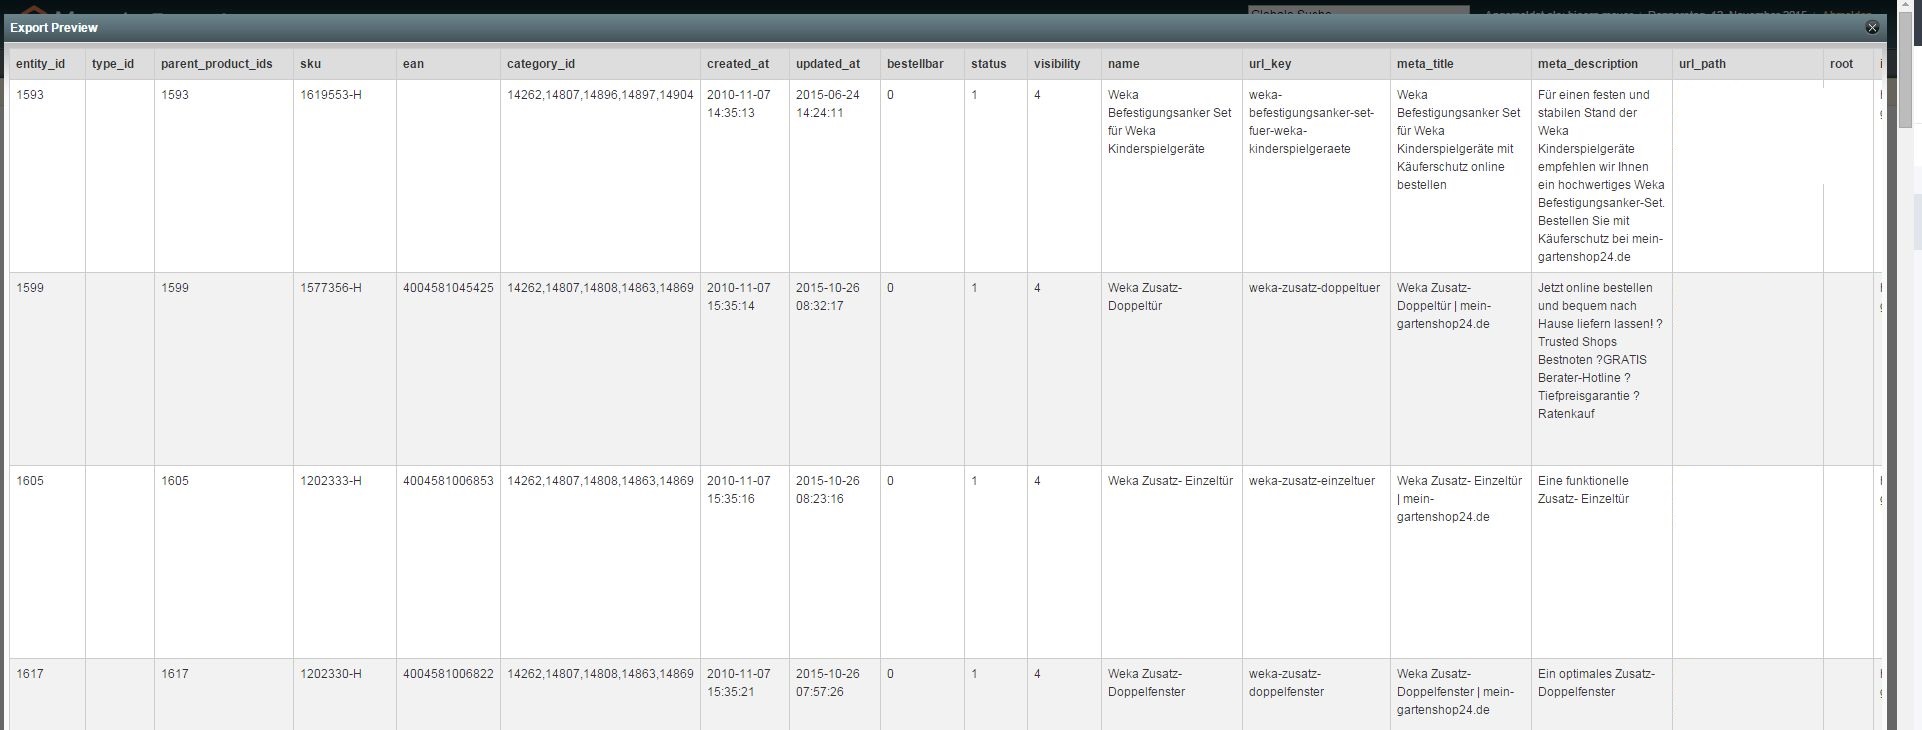 Export Preview
entity_id type_id parent_product_ids sku ean category_id created_at updated_at bestellbar status visibility name url_key meta_title meta_description url_path root
1593 1593 1619553-H 14262,14807,14896,14897,14904 2010-11-07 2015-06-24 0 1 4 Weka weka- Weka Für einen festen und
14:35:13 14:24:11 Befestigungsanker Set befestigungsanker-set- Befestigungsanker Set stabilen Stand der
für Weka fuer-weka- für Weka Weka
Kinderspielgeräte kinderspielgeraete Kinderspielgeräte mit Kinderspielgeräte
Käuferschutz online empfehlen wir Ihnen
bestellen ein hochwertiges Weka
Befestigungsanker-Set.
Bestellen Sie mit
Käuferschutz bei mein-
gartenshop24.de
1599 1599 1577356-H 4004581045425 14262,14807,14808,14863,14869 2010-11-07 2015-10-26 0 1 4 Weka Zusatz- weka-zusatz-doppeltuer Weka Zusatz- Jetzt online bestellen
15:35:14 08:32:17 Doppeltür Doppeltür | mein- und bequem nach
gartenshop24.de Hause liefern lassen! ?
Trusted Shops
Bestnoten ?GRATIS
Berater-Hotline ?
Tiefpreisgarantie ?
Ratenkauf
1605 1605 1202333-H 4004581006853 14262,14807,14808,14863,14869 2010-11-07 2015-10-26 0 1 4 Weka Zusatz- Einzeltür weka-zusatz-einzeltuer Weka Zusatz- Einzeltür Eine funktionelle
15:35:16 08:23:16 | mein- Zusatz- Einzeltür
gartenshop24.de
1617 1617 1202330-H 4004581006822 14262,14807,14808,14863,14869 2010-11-07 2015-10-26 0 1 4 Weka Zusatz- weka-zusatz- Weka Zusatz- Ein optimales Zusatz-
15:35:21 07:57:26 Doppelfenster doppelfenster Doppelfenster | mein- Doppelfenster
gartenshop24.de